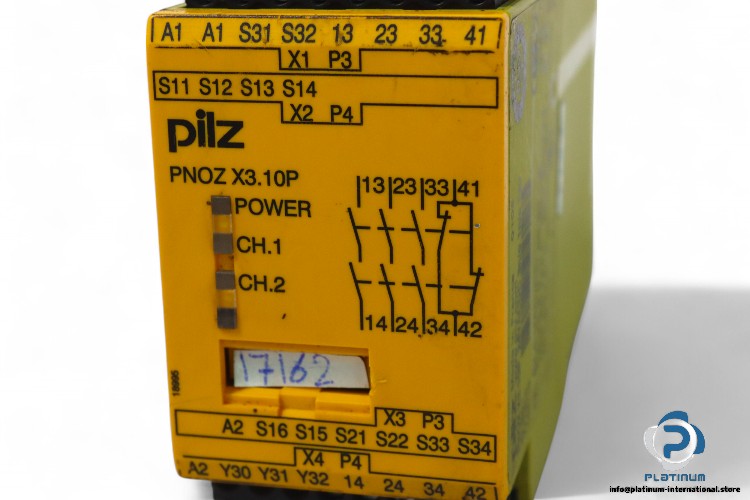 A1 A1 S31 S32 13 23 33 41
X1 P3
S11 S12 S13 S14
X2 P4
pilz
PNOZ X3.10P
13 23 33 41
POWER
CH.1
CH.2
14 24 34 42
17162
18995
X3 P3
A2 S16 S15 S21 S22 S33 S34
X4 P4
A2 Y30 Y31 Y32 14 24 34 42
PLATINUM
info@platinum-international.store